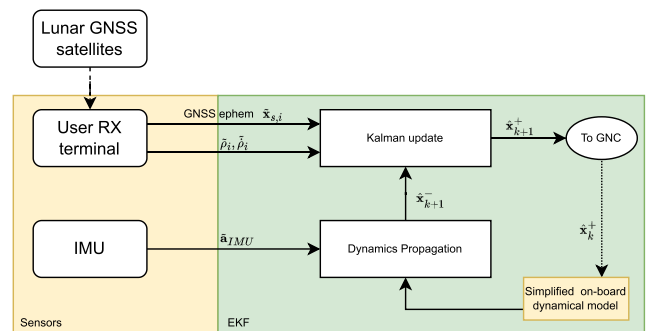 Lunar GNSS
satellites
User RX
terminal
GNSS ephem x̃_{s,i}
ρ̃_i, ρ̃̇_i
Kalman update
x̂^+_{k+1}
To GNC
x̂^-_{k+1}
x̂^+_k
IMU
ã_{IMU}
Dynamics Propagation
Simplified on-board
dynamical model
Sensors
EKF